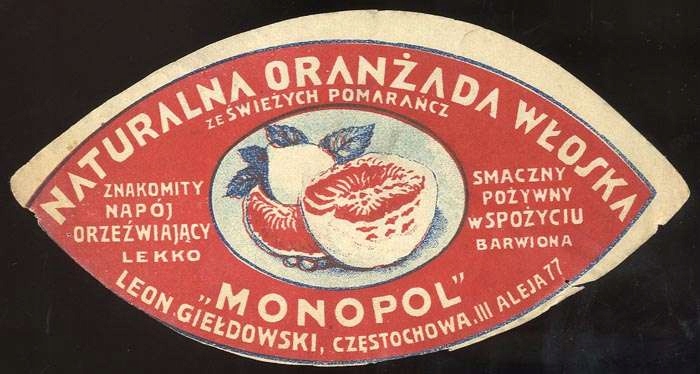 NATURALNA ORANŻADA WŁOSKA
ZE ŚWIEŻYCH POMARAŃCZ
ZNAKOMITY
NAPÓJ
ORZEŹWIAJĄCY
LEKKO
SMACZNY
POŻYWNY
W SPOŻYCIU
BARWIONA
„MONOPOL"
LEON GIEŁDOWSKI, CZĘSTOCHOWA. III ALEJA 77